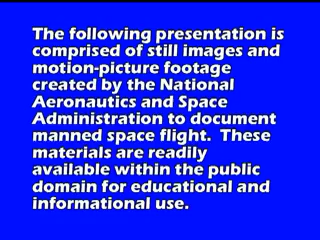 The following presentation is
comprised of still images and
motion-picture footage
created by the National
Aeronautics and Space
Administration to document
manned space flight.  These
materials are readily
available within the public
domain for educational and
informational use.